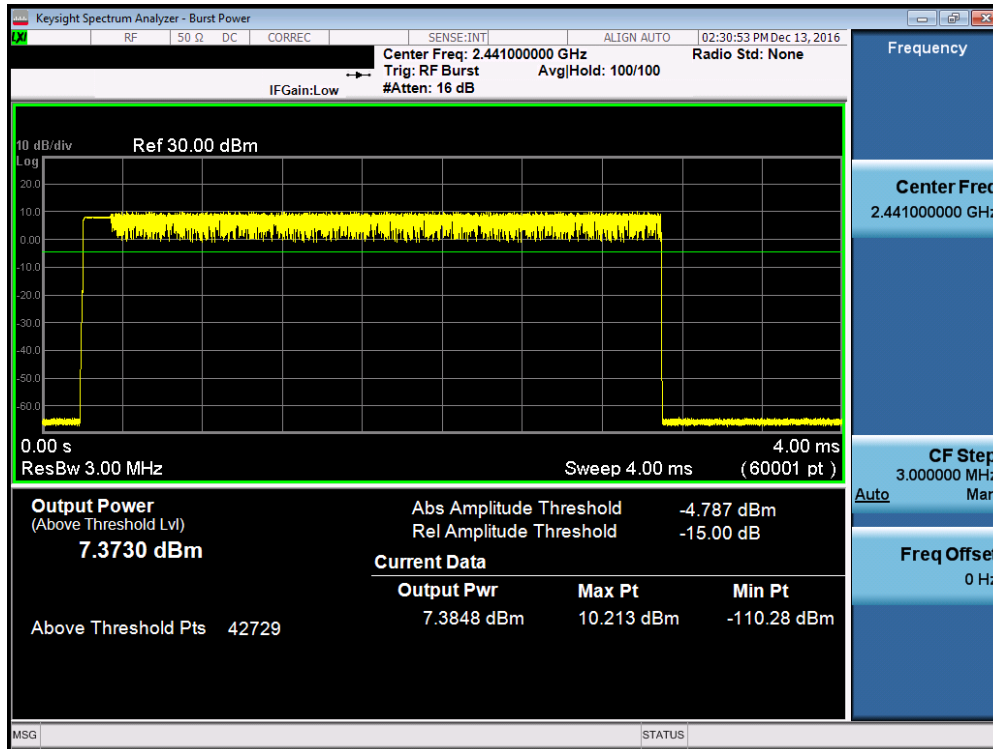 Keysight Spectrum Analyzer - Burst Power
LXI RF 50 Ω DC CORREC SENSE:INT ALIGN AUTO 02:30:53 PM Dec 13, 2016
Center Freq: 2.441000000 GHz Radio Std: None
Trig: RF Burst Avg|Hold: 100/100
IFGain:Low #Atten: 16 dB
Frequency
10 dB/div Ref 30.00 dBm
Log
20.0
10.0
0.00
-10.0
-20.0
-30.0
-40.0
-50.0
-60.0
0.00 s 4.00 ms
ResBw 3.00 MHz Sweep 4.00 ms (60001 pt)
Center Freq
2.441000000 GHz
CF Step
3.000000 MHz
Auto Man
Freq Offset
0 Hz
Output Power
(Above Threshold Lvl)
7.3730 dBm
Above Threshold Pts 42729
Abs Amplitude Threshold -4.787 dBm
Rel Amplitude Threshold -15.00 dB
Current Data
Output Pwr Max Pt Min Pt
7.3848 dBm 10.213 dBm -110.28 dBm
MSG STATUS